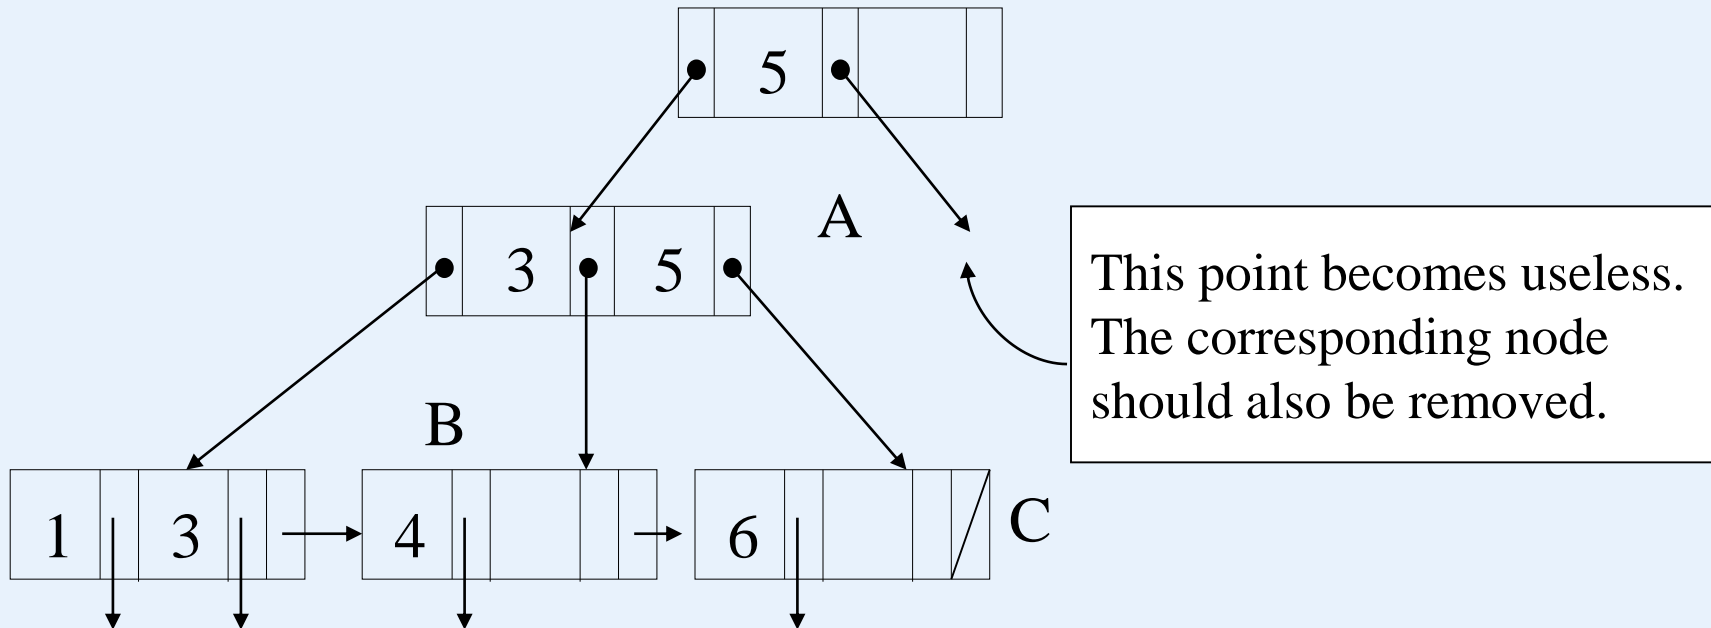 5
A
3 5
This point becomes useless.
The corresponding node
should also be removed.
B
1 3 4 6 C